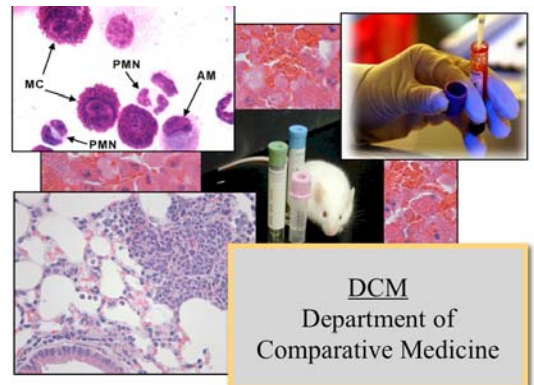 PMN
AM
MC
PMN
DCM
Department of
Comparative Medicine